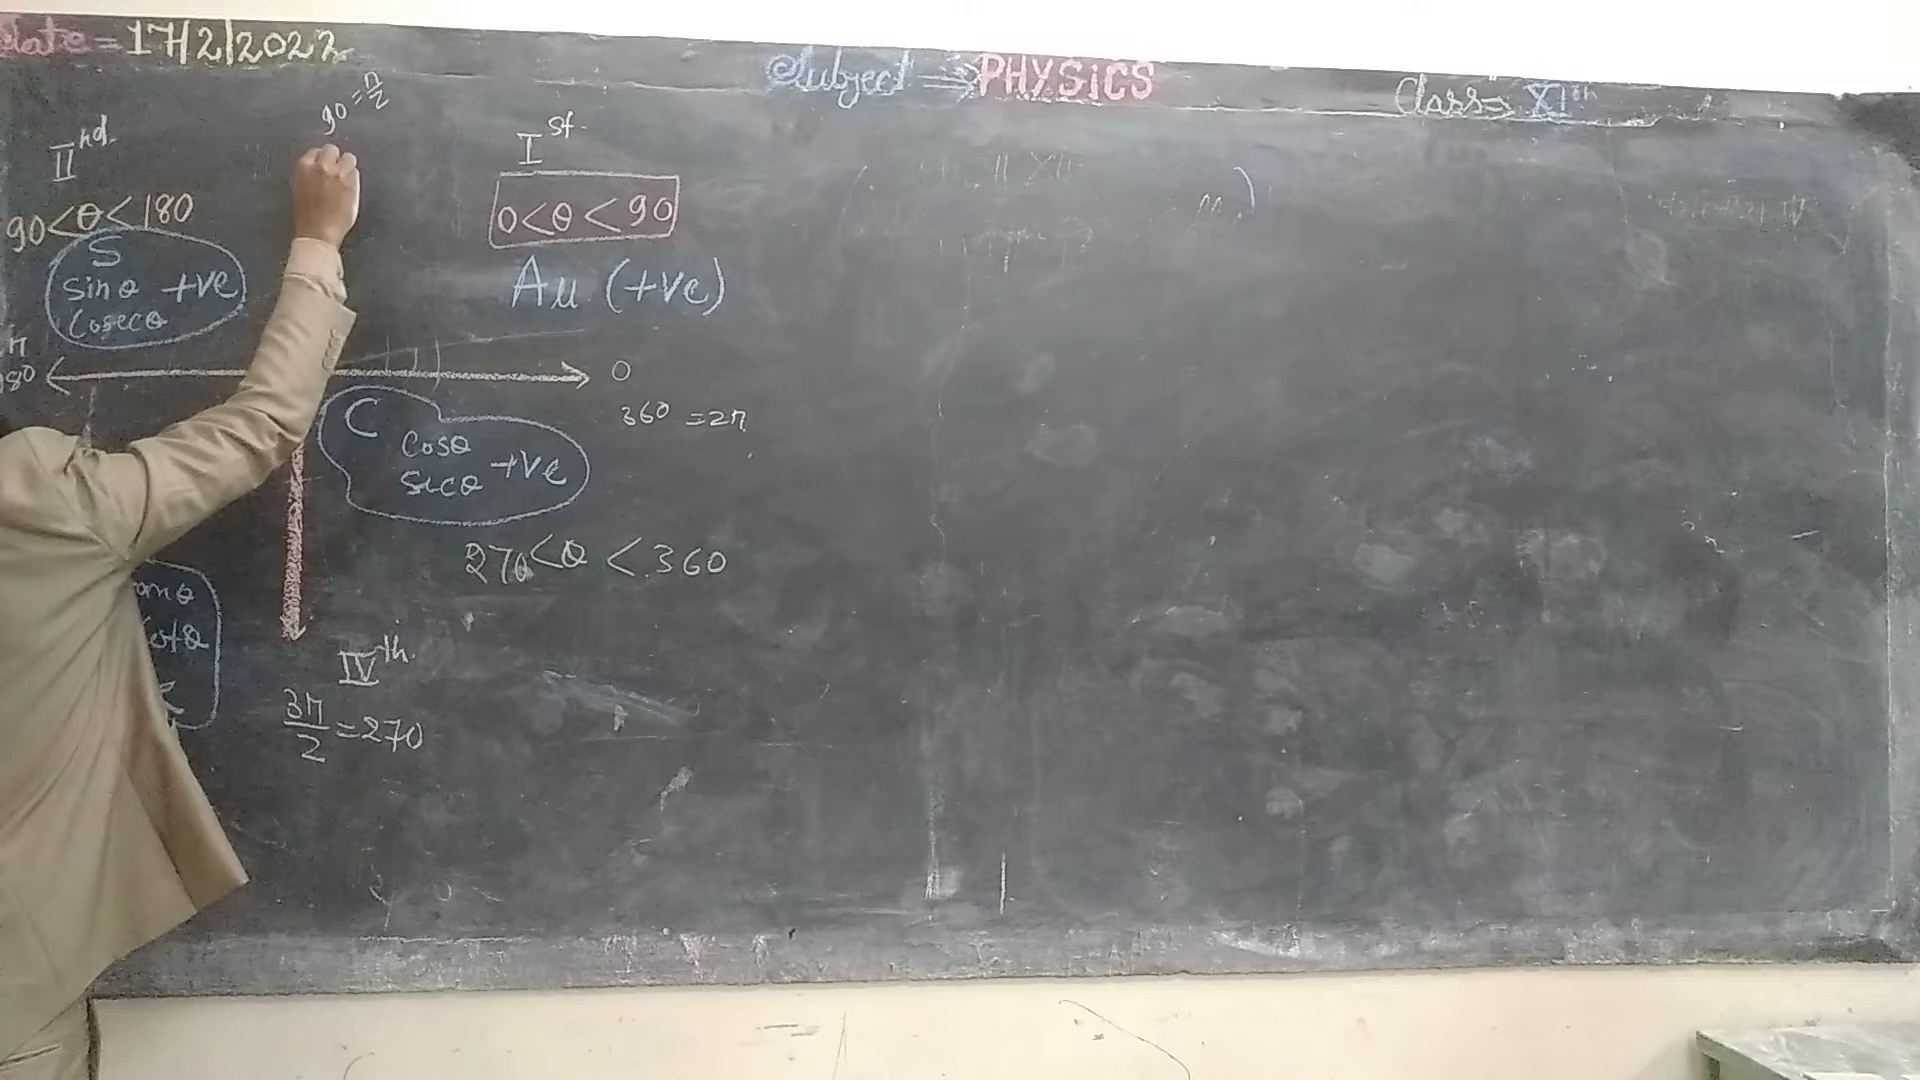 Date = 17/2/2022
Subject ⇒ PHYSICS
Class ⇒ XIth
90 = π/2
IInd.
90 < θ < 180
S
sinθ +ve
Cosecθ
Ist.
0 < θ < 90
All (+ve)
π
180
0
360 = 2π
C
Cosθ
Secθ +ve
270 < θ < 360
IVth.
3π/2 = 270